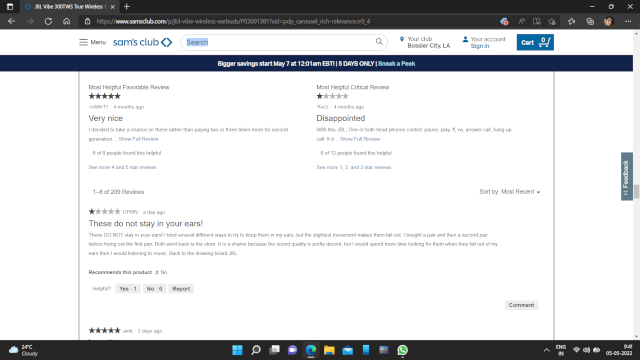 JBL Vibe 300TWS True Wireless E
https://www.samsclub.com/p/jbl-vibe-wireless-earbuds/P03001381?xid=pdp_carousel_rich-relevance.rr0_4
Menu sam's club Search Your club Bossier City, LA Your account Sign in Cart 0
Bigger savings start May 7 at 12:01am EST! | 5 DAYS ONLY | Sneak a Peek
Most Helpful Favorable Review
4 months ago
Very nice
I decided to take a chance on these rather than paying two or three times more for second
generation ... Show Full Review
6 of 6 people found this helpful
See more 4 and 5 star reviews
Most Helpful Critical Review
4 months ago
Disappointed
With this JBL, One or both head phones control pause, play, ff, rw, answer call, hang up
call. It d... Show Full Review
6 of 12 people found this helpful
See more 1, 2, and 3 star reviews
Feedback
1–8 of 209 Reviews
Sort by: Most Recent
DPMN · a day ago
These do not stay in your ears!
These DO NOT stay in your ears! I tried several different ways to try to keep them in my ears, but the slightest movement makes them fall out. I bought a pair and then a second pair
before trying out the first pair. Both went back to the store. It is a shame because the sound quality is pretty decent, but I would spend more time looking for them when they fall out of my
ears then I would listening to music. Back to the drawing board JBL.
Recommends this product No
Helpful? Yes · 1 No · 0 Report
Comment
2 days ago
24°C
Cloudy
ENG
IN
9:41
05-05-2022